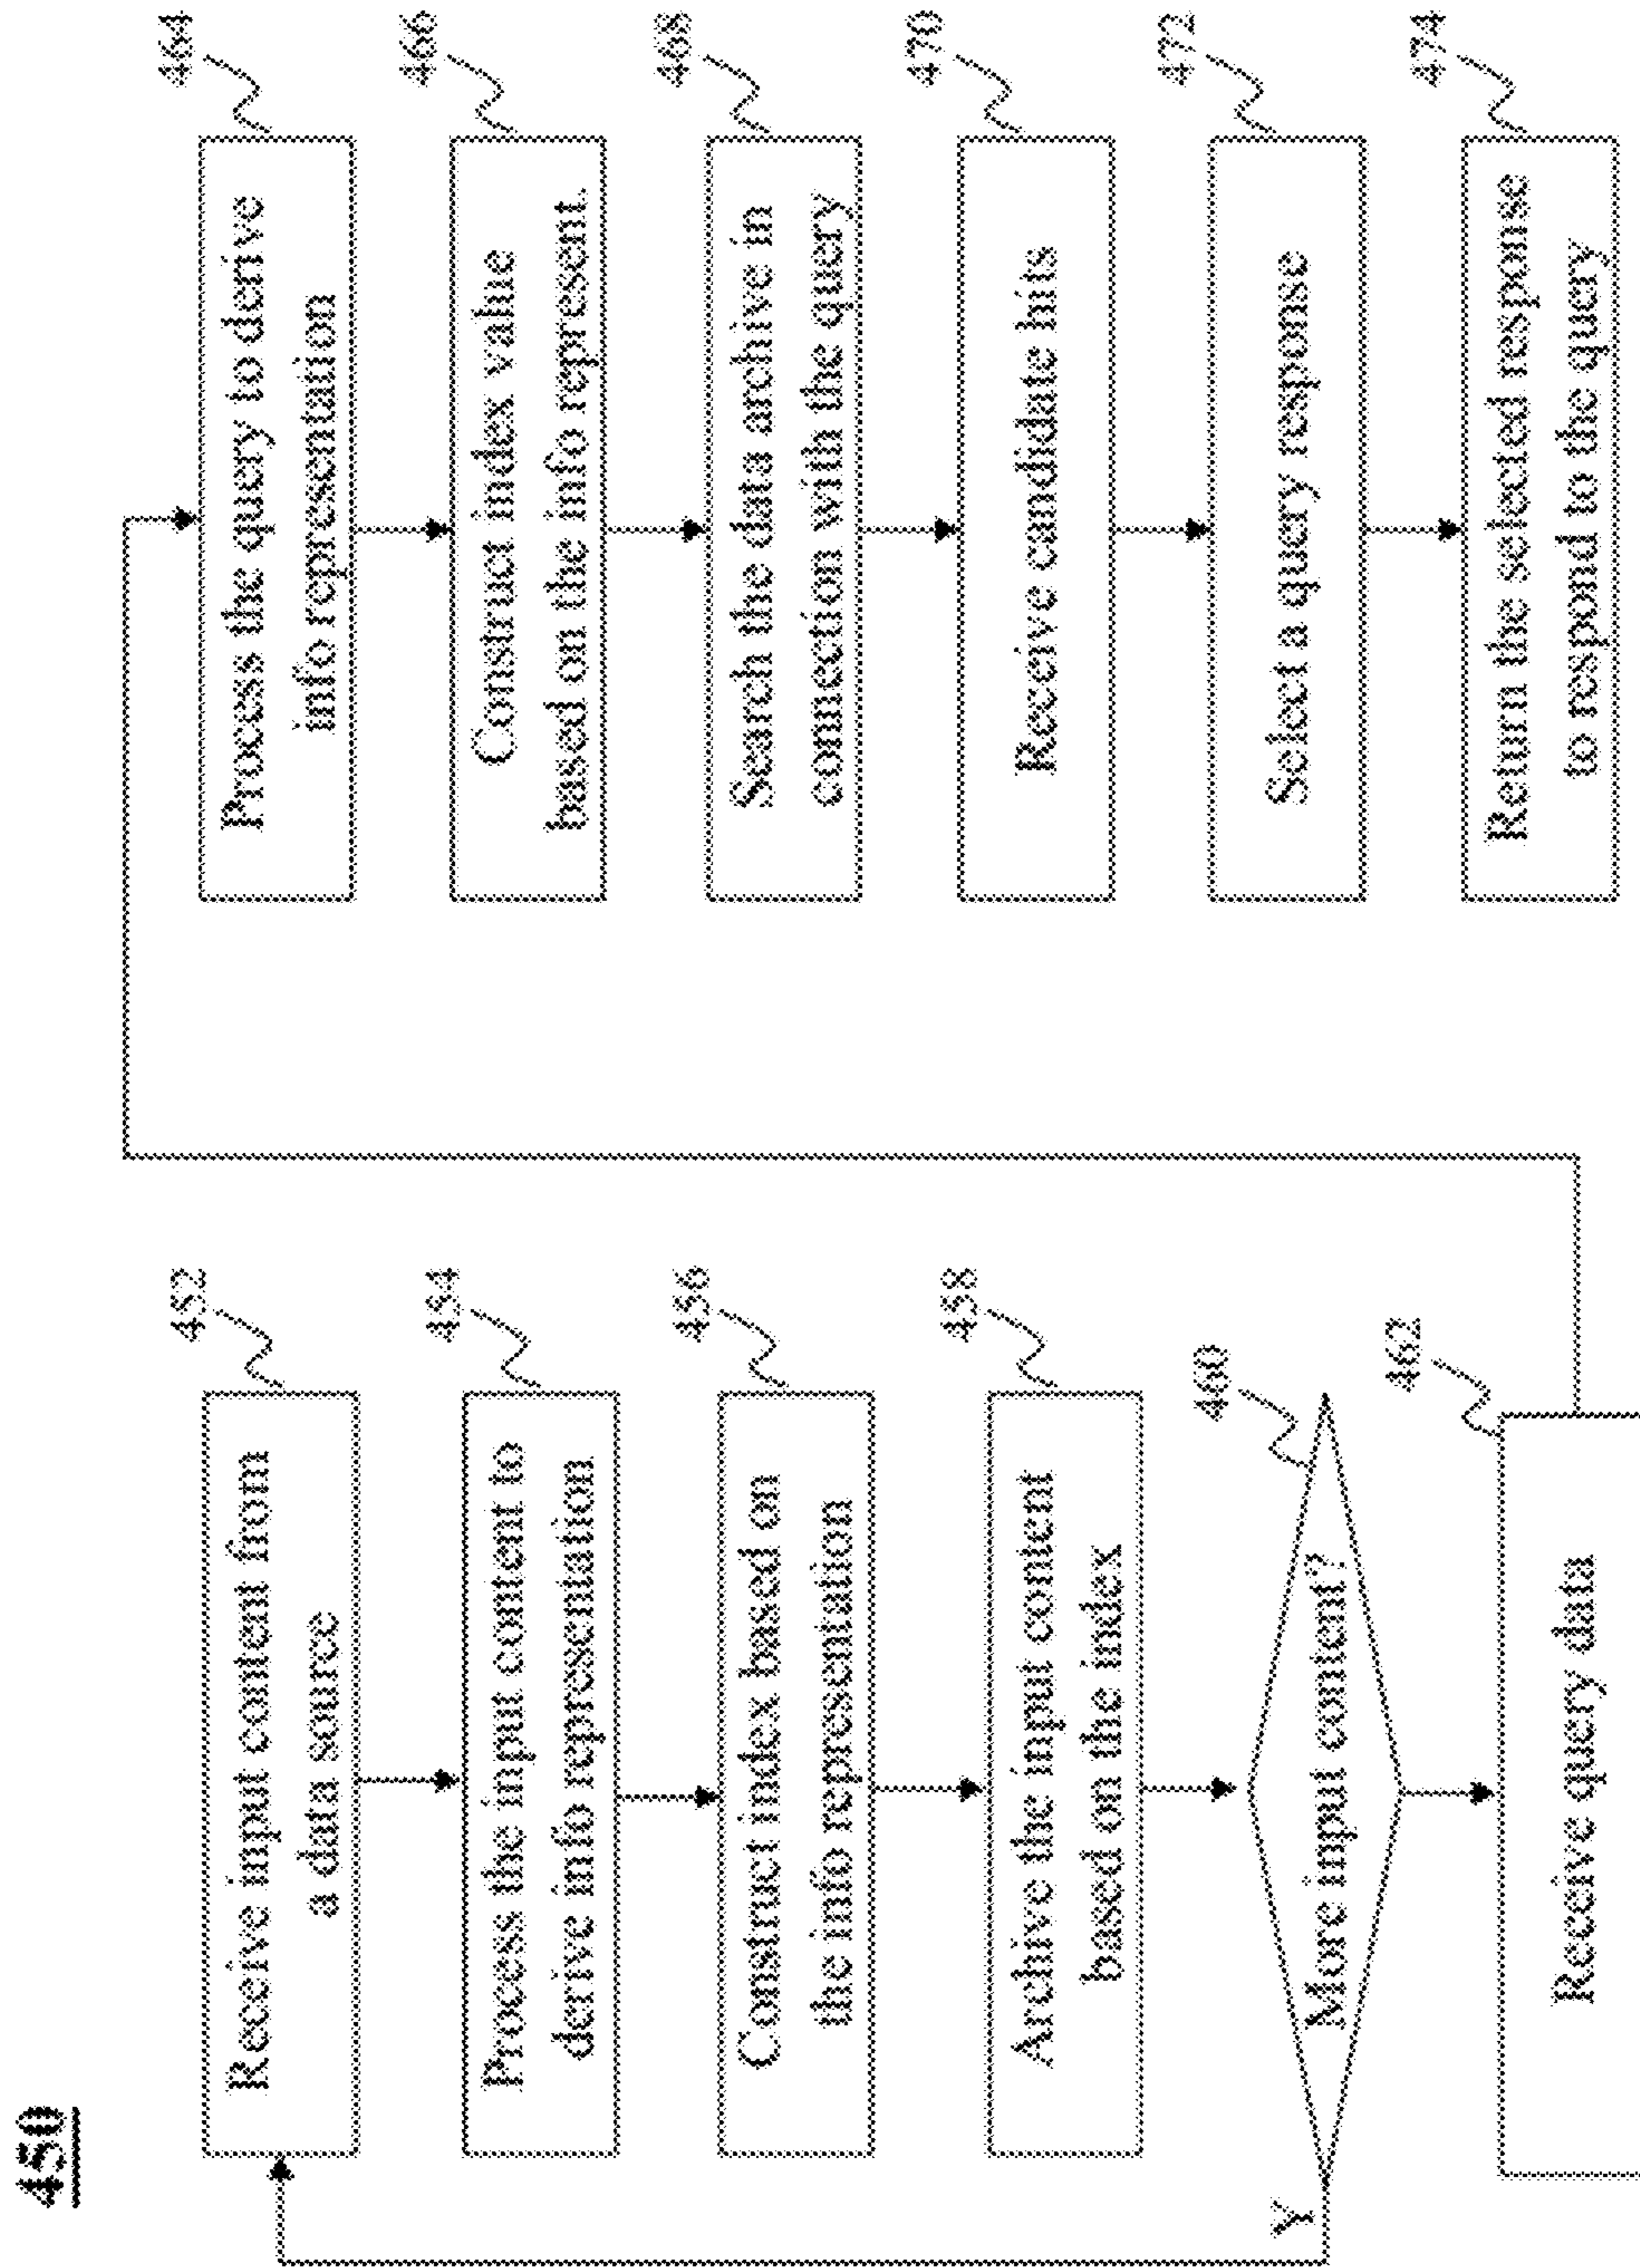 450
Receive input content from
a data source
452
Process the input content to
derive info representation
454
Construct index based on
the info representation
456
Archive the input content
based on the index
458
More input content?
460
Y
Receive query data
462
Process the query to derive
info representation
464
Construct index value
based on the info represent.
466
Search the data archive in
connection with the query
468
Receive candidate hits
470
Select a query response
472
Return the selected response
to respond to the query
474